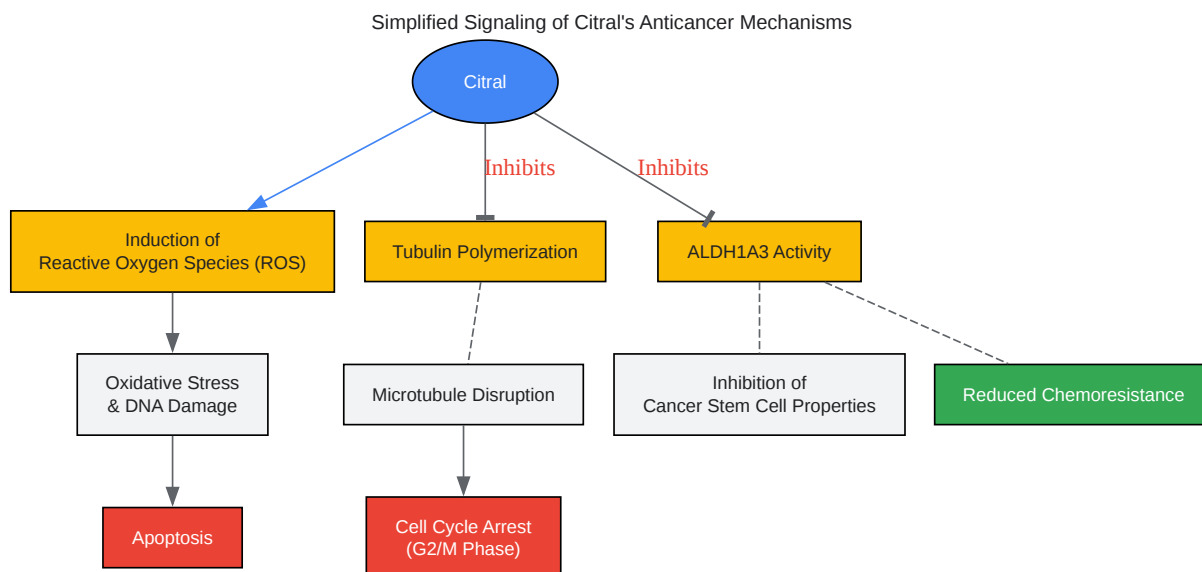 Simplified Signaling of Citral's Anticancer Mechanisms
Citral
Inhibits
Inhibits
Induction of
Reactive Oxygen Species (ROS)
Tubulin Polymerization
ALDH1A3 Activity
Oxidative Stress
& DNA Damage
Microtubule Disruption
Inhibition of
Cancer Stem Cell Properties
Reduced Chemoresistance
Apoptosis
Cell Cycle Arrest
(G2/M Phase)